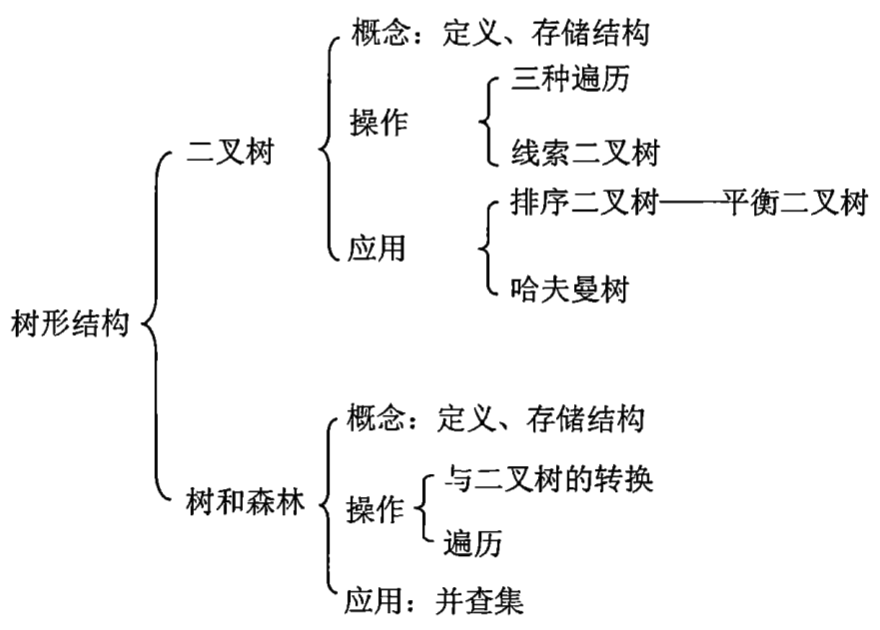 概念：定义、存储结构
三种遍历
操作
线索二叉树
二叉树
排序二叉树——平衡二叉树
应用
哈夫曼树
树形结构
概念：定义、存储结构
与二叉树的转换
树和森林
操作
遍历
应用：并查集